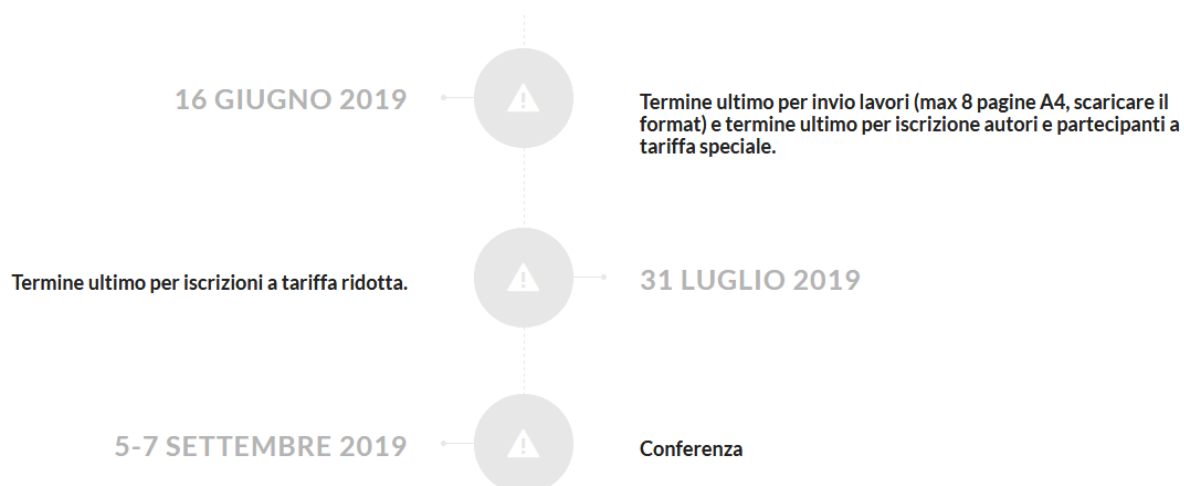 16 GIUGNO 2019
Termine ultimo per invio lavori (max 8 pagine A4, scaricare il
format) e termine ultimo per iscrizione autori e partecipanti a
tariffa speciale.
Termine ultimo per iscrizioni a tariffa ridotta.
31 LUGLIO 2019
5-7 SETTEMBRE 2019
Conferenza